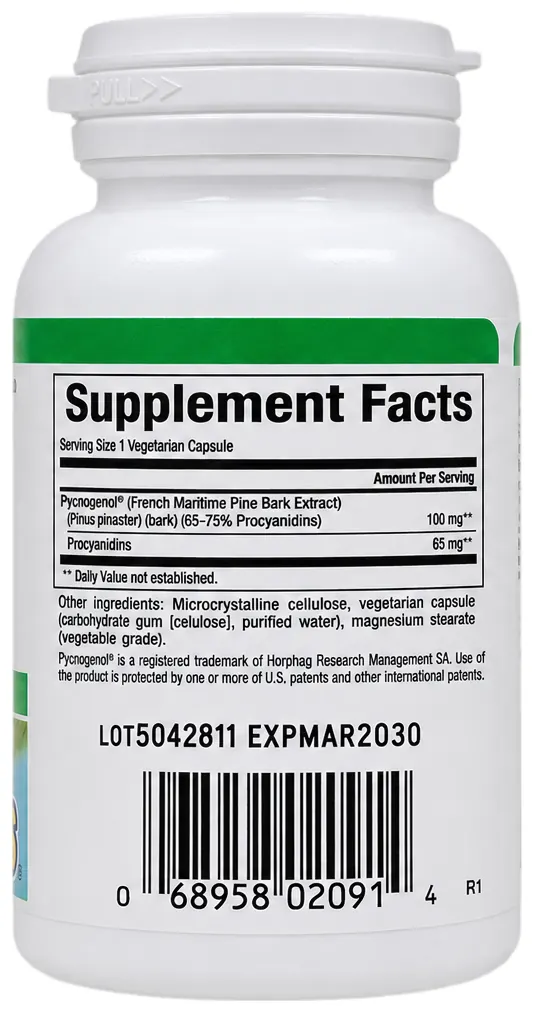 PULL>>
Supplement Facts
Serving Size 1 Vegetarian Capsule
Amount Per Serving
Pycnogenol® (French Maritime Pine Bark Extract)
(Pinus pinaster) (bark) (65–75% Procyanidins) 100 mg**
Procyanidins 65 mg**
** Daily Value not established.
Other ingredients: Microcrystalline cellulose, vegetarian capsule
(carbohydrate gum [celulose], purified water), magnesium stearate
(vegetable grade).
Pycnogenol® is a registered trademark of Horphag Research Management SA. Use of
the product is protected by one or more of U.S. patents and other international patents.
LOT5042811 EXPMAR2030
0 68958 02091 4 R1